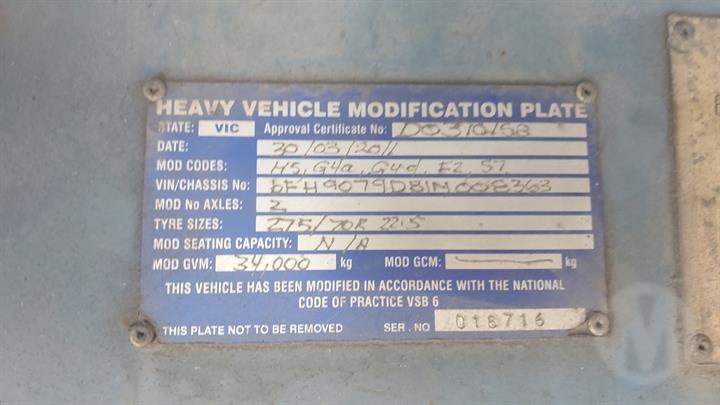 HEAVY VEHICLE MODIFICATION PLATE
STATE: VIC Approval Certificate No: DO310158
DATE: 30/03/2011
MOD CODES: H5, G4a, G4d, E2, S7
VIN/CHASSIS No: 6FH9079D81M008363
MOD No AXLES: 2
TYRE SIZES: 275/70R 22.5
MOD SEATING CAPACITY: N/A
MOD GVM: 34,000 kg MOD GCM: kg
THIS VEHICLE HAS BEEN MODIFIED IN ACCORDANCE WITH THE NATIONAL
CODE OF PRACTICE VSB 6
THIS PLATE NOT TO BE REMOVED SER. NO 016716